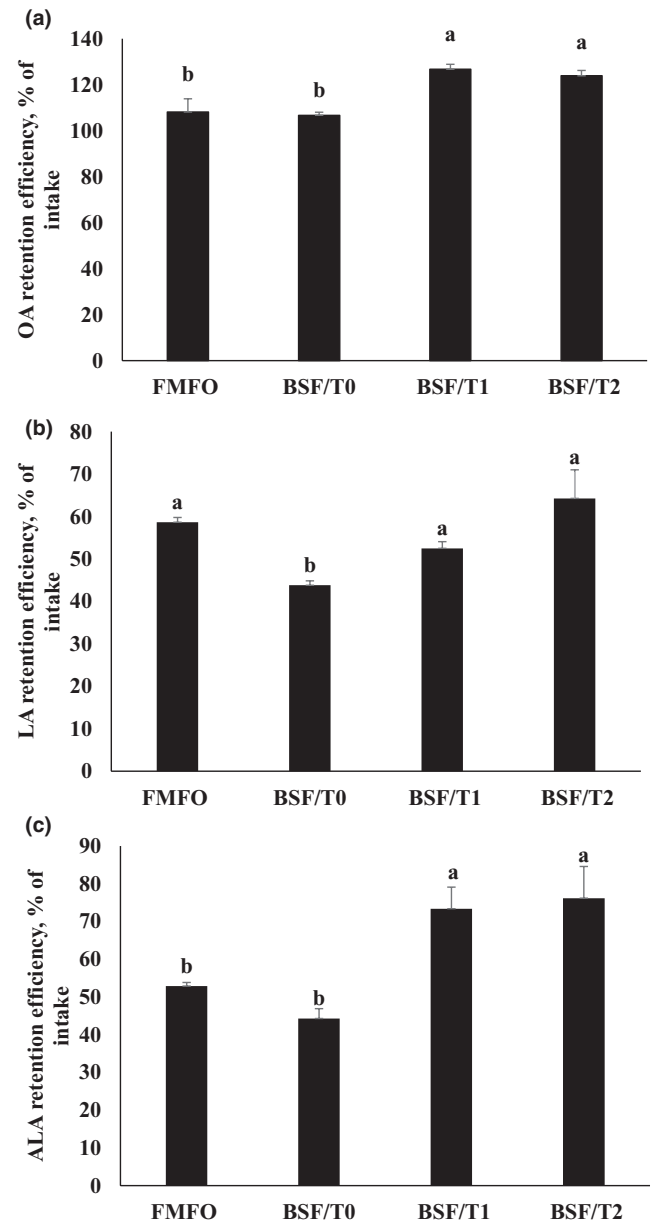 (a)
OA retention efficiency, % of
intake
140
120
100
80
60
40
20
0
b
b
a
a
FMFO
BSF/T0
BSF/T1
BSF/T2
(b)
LA retention efficiency, % of
intake
80
70
60
50
40
30
20
10
0
a
b
a
a
FMFO
BSF/T0
BSF/T1
BSF/T2
(c)
ALA retention efficiency, % of
intake
90
80
70
60
50
40
30
20
10
0
b
b
a
a
FMFO
BSF/T0
BSF/T1
BSF/T2